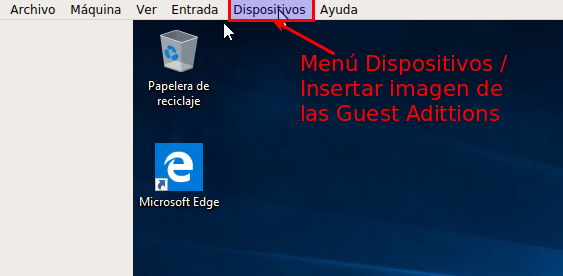 Archivo Máquina Ver Entrada Dispositivos Ayuda
Menú Dispositivos /
Insertar imagen de
las Guest Adittions
Papelera de
reciclaje
Microsoft Edge